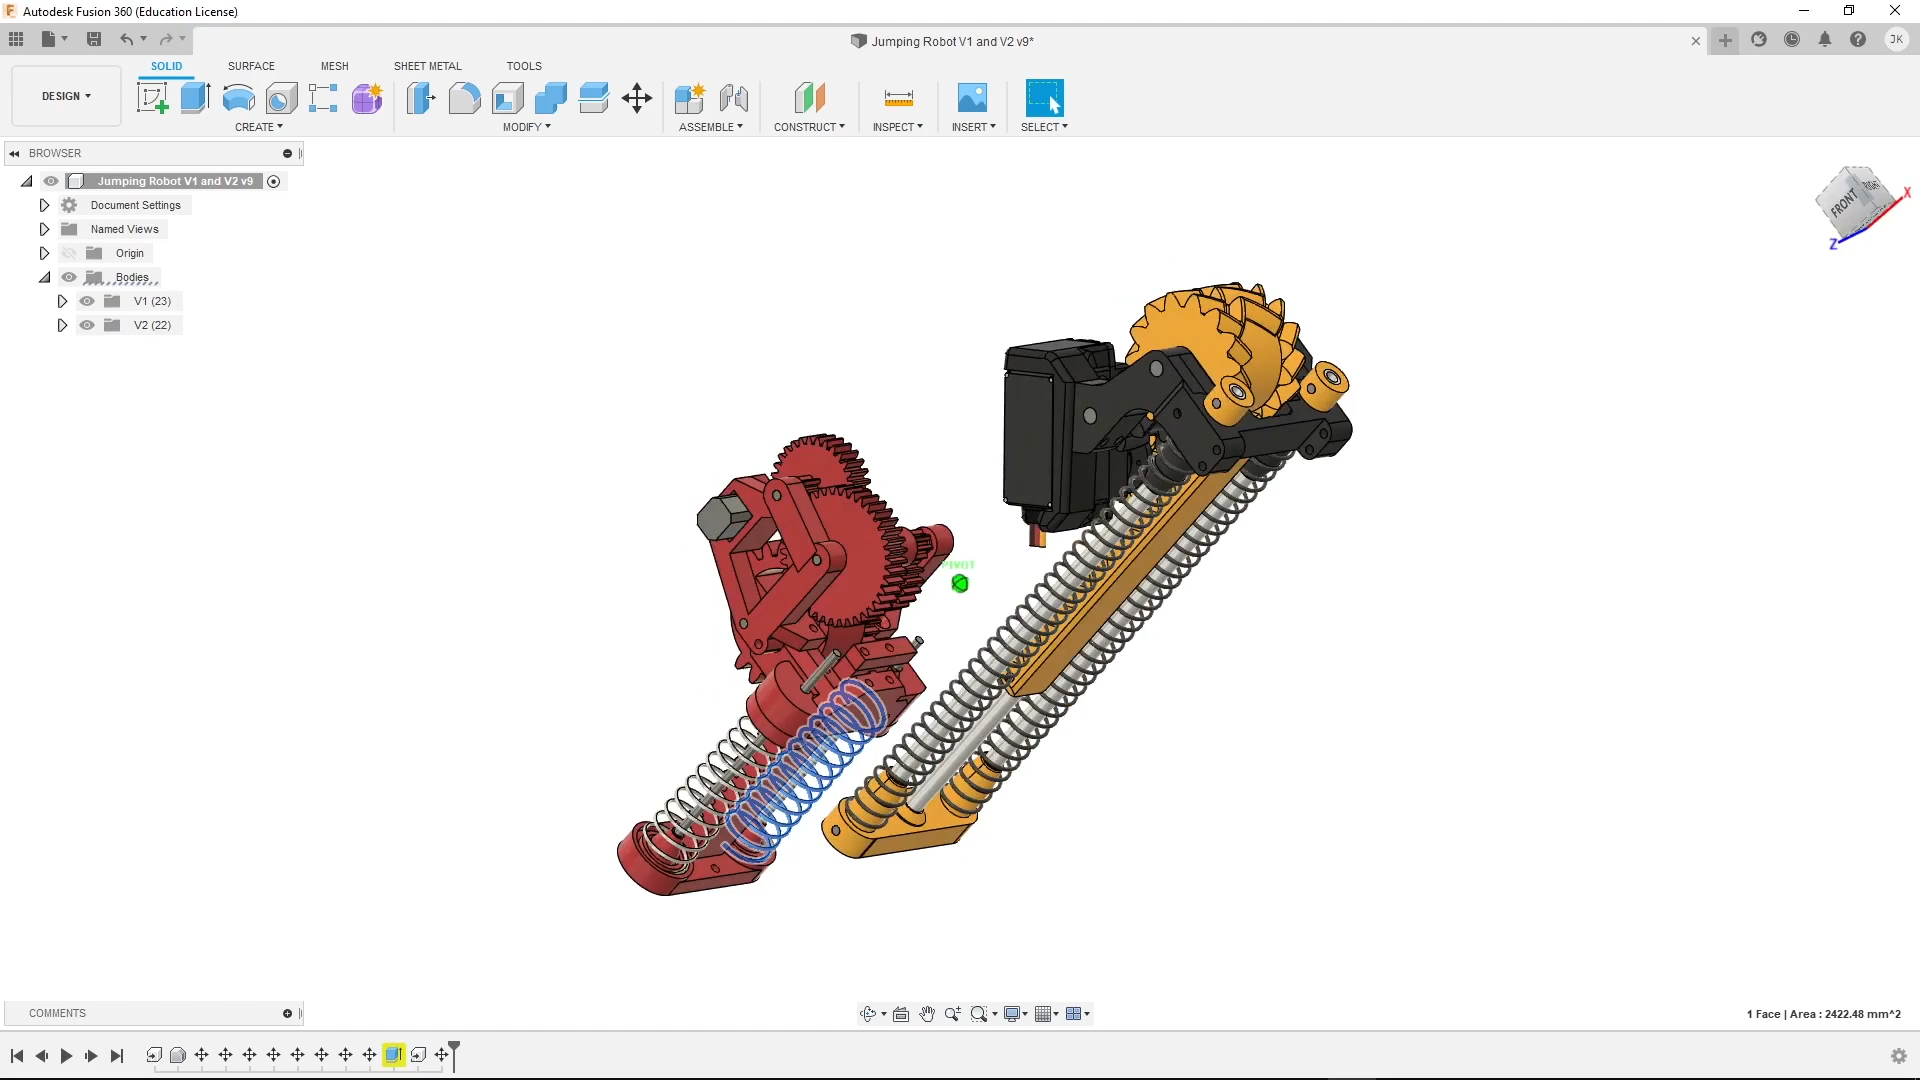 Autodesk Fusion 360 (Education License)
Jumping Robot V1 and V2 v9*
JK
DESIGN
SOLID SURFACE MESH SHEET METAL TOOLS
CREATE MODIFY ASSEMBLE CONSTRUCT INSPECT INSERT SELECT
BROWSER
Jumping Robot V1 and V2 v9
Document Settings
Named Views
Origin
Bodies
V1 (23)
V2 (22)
FRONT
X
Z
PIVOT
COMMENTS
1 Face | Area : 2422.48 mm^2